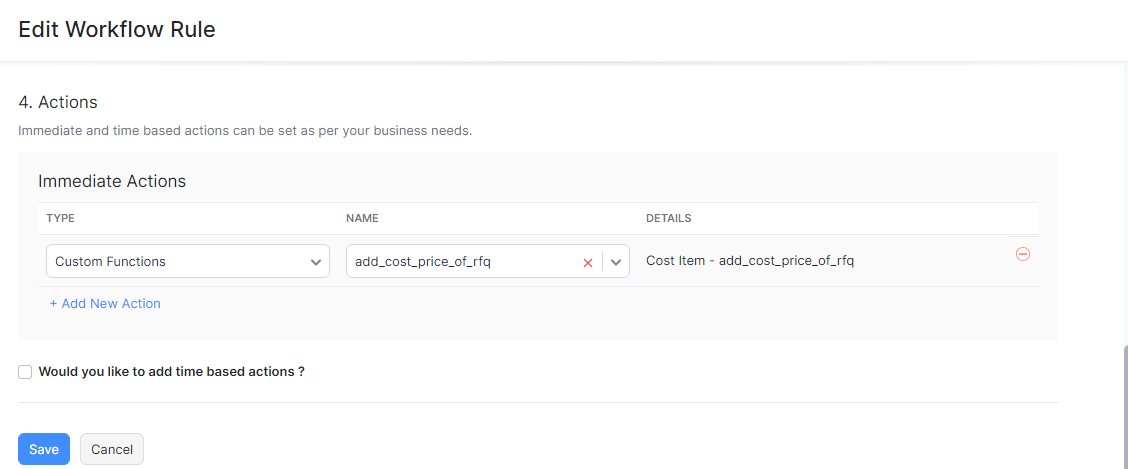 Edit Workflow Rule
4. Actions
Immediate and time based actions can be set as per your business needs.
Immediate Actions
TYPE NAME DETAILS
Custom Functions add_cost_price_of_rfq Cost Item - add_cost_price_of_rfq
+ Add New Action
Would you like to add time based actions ?
Save Cancel